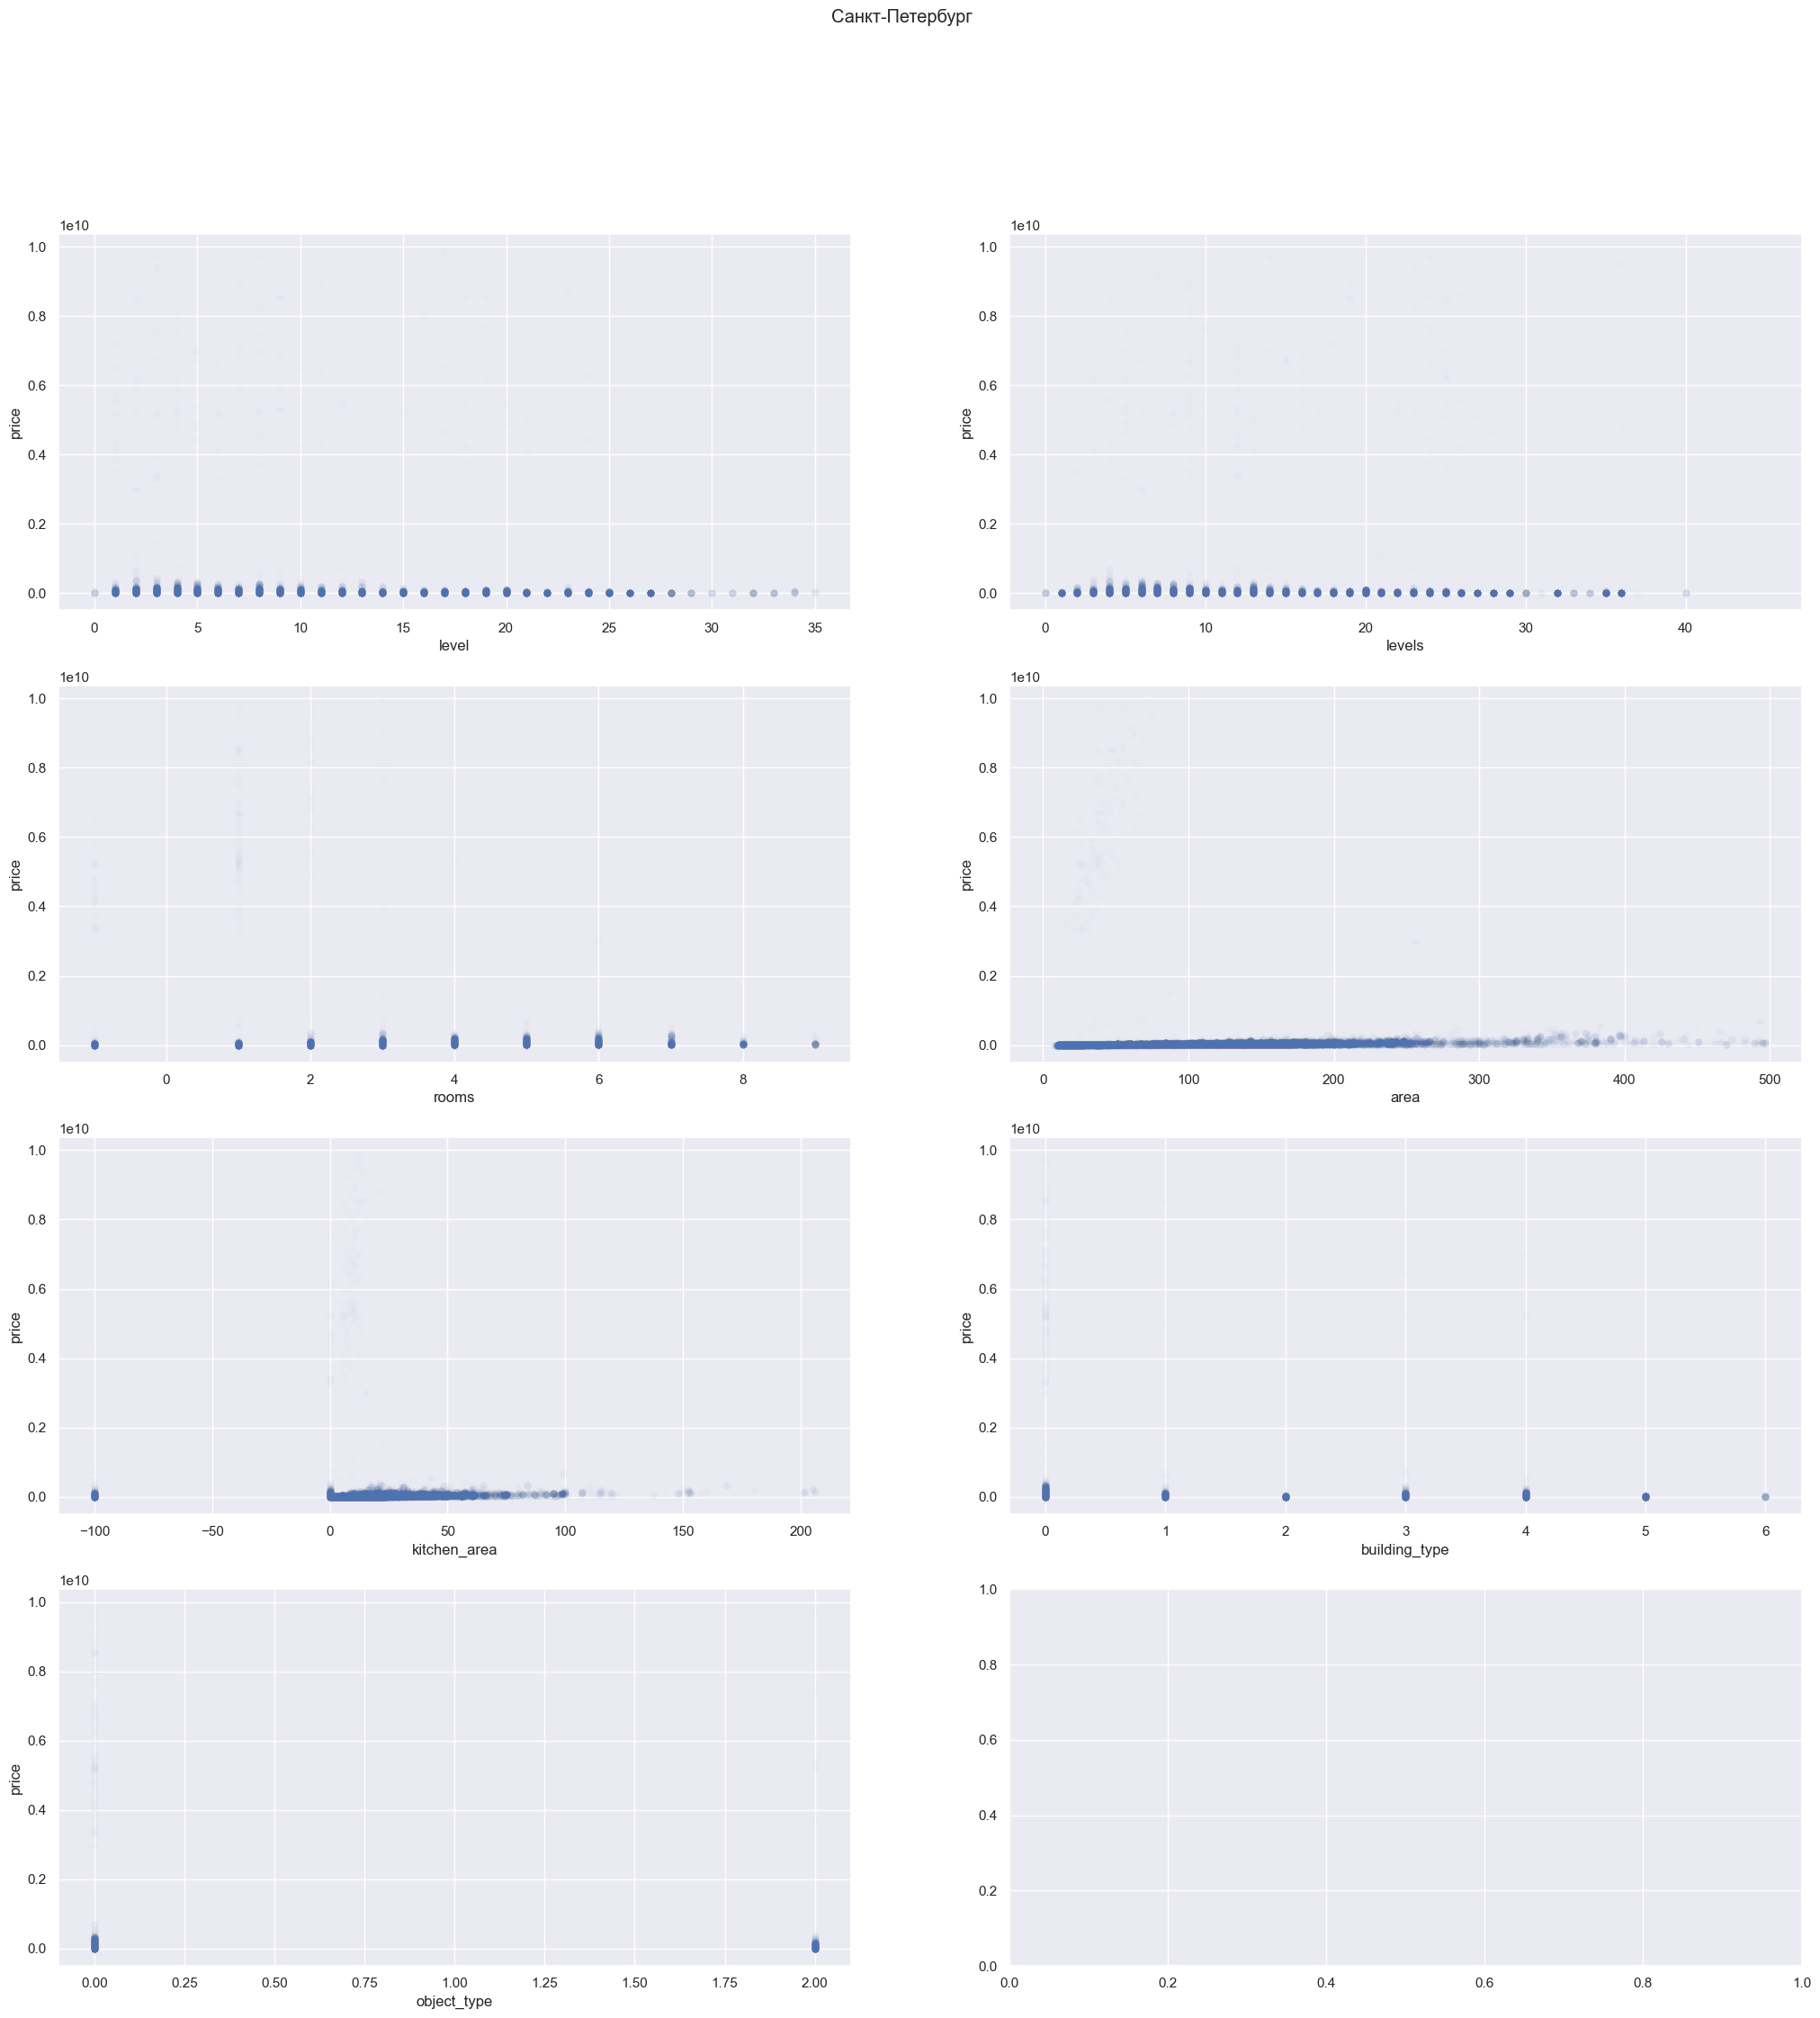 Санкт-Петербург
1e10
1.0
0.8
0.6
0.4
0.2
0.0
price
0 5 10 15 20 25 30 35
level
1e10
1.0
0.8
0.6
0.4
0.2
0.0
price
0 10 20 30 40
levels
1e10
1.0
0.8
0.6
0.4
0.2
0.0
price
0 2 4 6 8
rooms
1e10
1.0
0.8
0.6
0.4
0.2
0.0
price
0 100 200 300 400 500
area
1e10
1.0
0.8
0.6
0.4
0.2
0.0
price
−100 −50 0 50 100 150 200
kitchen_area
1e10
1.0
0.8
0.6
0.4
0.2
0.0
price
0 1 2 3 4 5 6
building_type
1e10
1.0
0.8
0.6
0.4
0.2
0.0
price
0.00 0.25 0.50 0.75 1.00 1.25 1.50 1.75 2.00
object_type
1.0
0.8
0.6
0.4
0.2
0.0
0.0 0.2 0.4 0.6 0.8 1.0